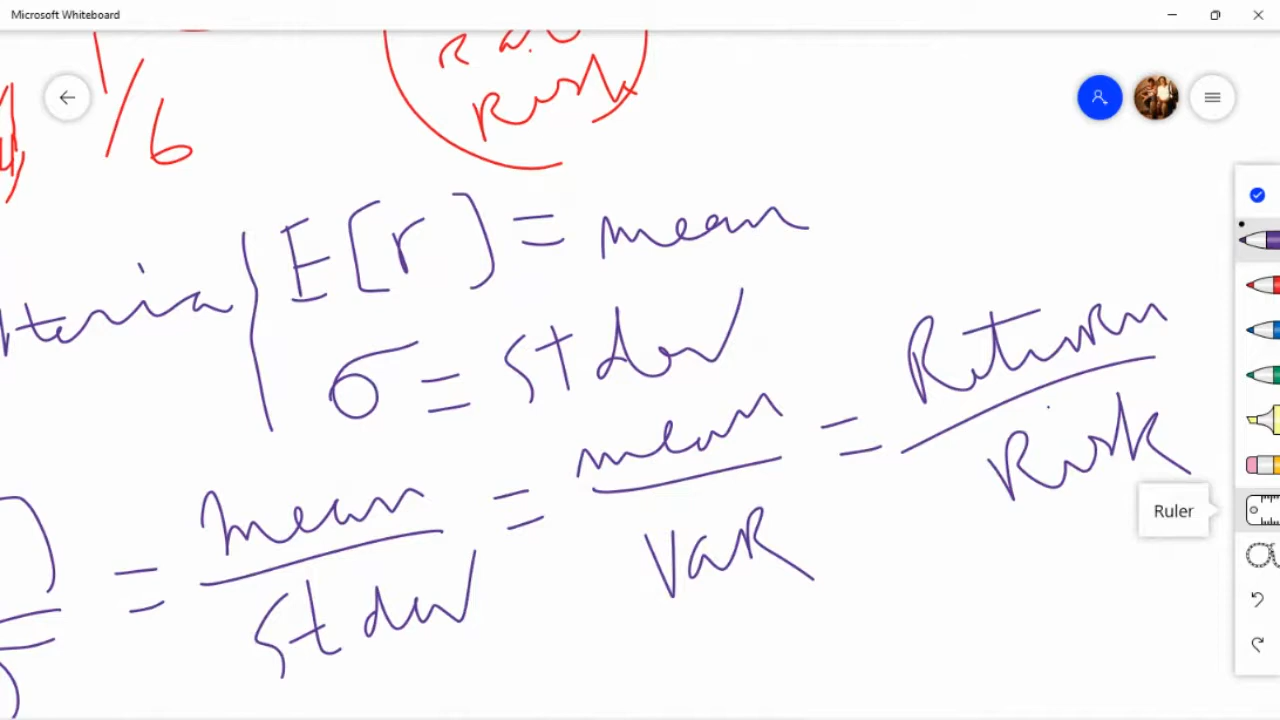 Microsoft Whiteboard
1/6
Risk
E[r] = mean
σ = stdev
= mean / stdev = mean / Var = Return / Risk
Ruler